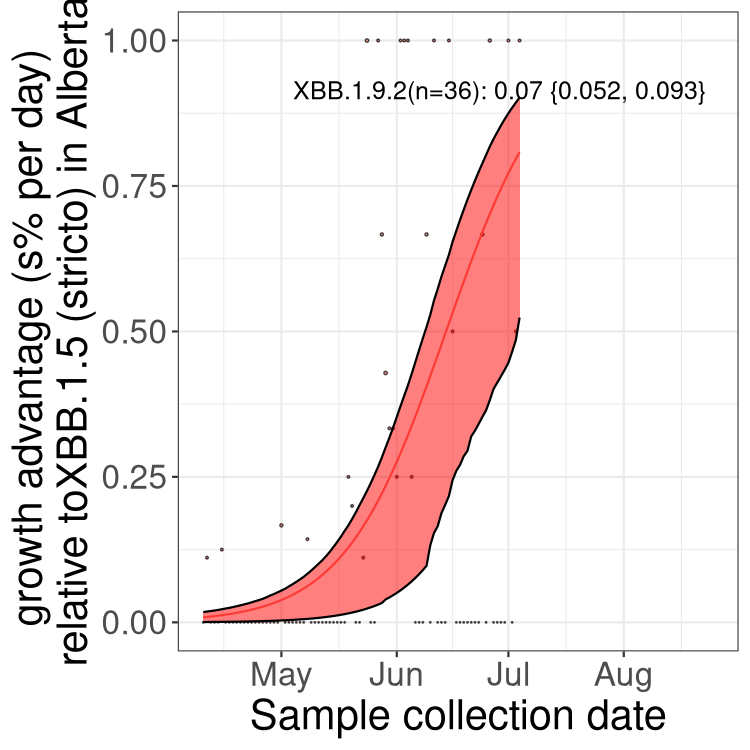 growth advantage (s% per day)
relative toXBB.1.5 (stricto) in Alberta
1.00
0.75
0.50
0.25
0.00
XBB.1.9.2(n=36): 0.07 {0.052, 0.093}
May Jun Jul Aug
Sample collection date